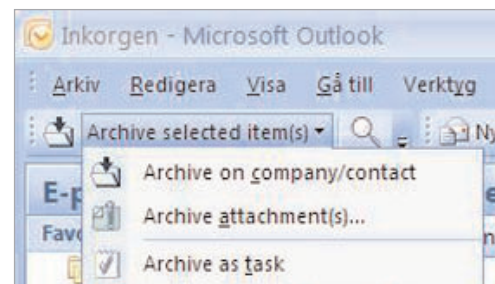 Inkorgen - Microsoft Outlook
Arkiv Redigera Visa Gå till Verktyg
Archive selected item(s) Ny
Archive on company/contact
Archive attachment(s)...
Archive as task